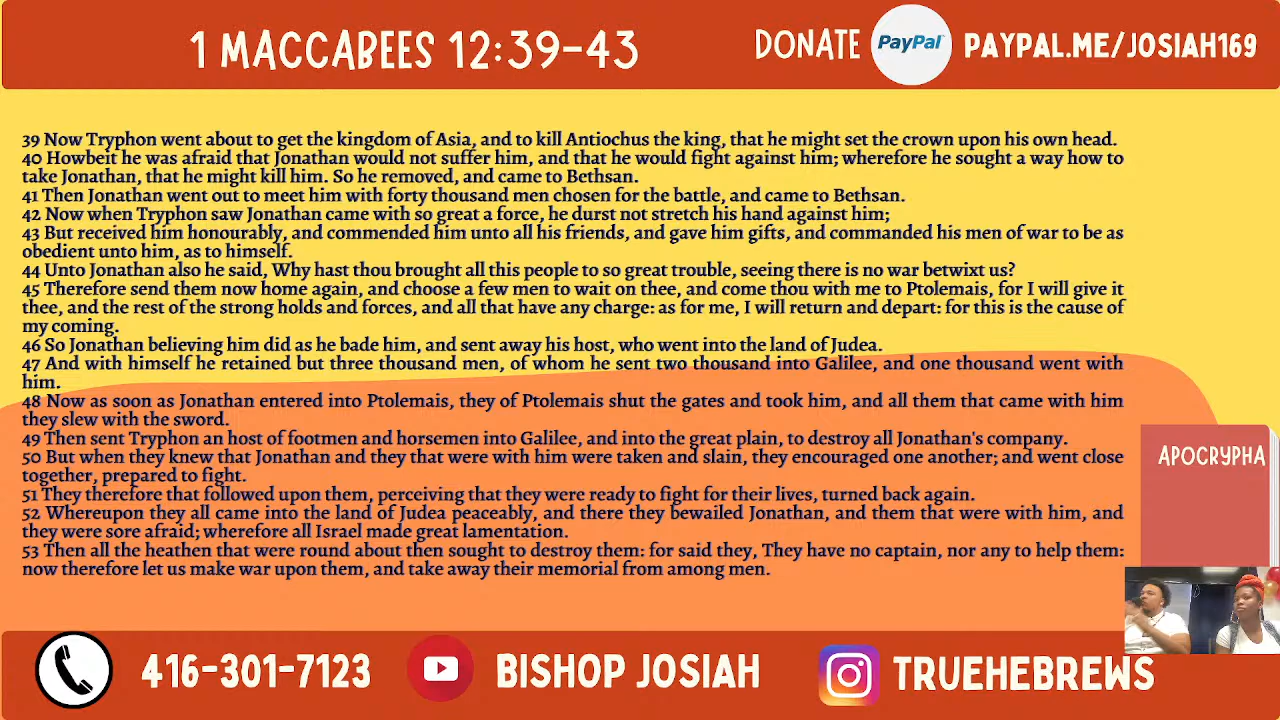 1 MACCABEES 12:39-43
DONATE
PayPal
PAYPAL.ME/JOSIAH169
39 Now Tryphon went about to get the kingdom of Asia, and to kill Antiochus the king, that he might set the crown upon his own head.
40 Howbeit he was afraid that Jonathan would not suffer him, and that he would fight against him; wherefore he sought a way how to
take Jonathan, that he might kill him. So he removed, and came to Bethsan.
41 Then Jonathan went out to meet him with forty thousand men chosen for the battle, and came to Bethsan.
42 Now when Tryphon saw Jonathan came with so great a force, he durst not stretch his hand against him;
43 But received him honourably, and commended him unto all his friends, and gave him gifts, and commanded his men of war to be as
obedient unto him, as to himself.
44 Unto Jonathan also he said, Why hast thou brought all this people to so great trouble, seeing there is no war betwixt us?
45 Therefore send them now home again, and choose a few men to wait on thee, and come thou with me to Ptolemais, for I will give it
thee, and the rest of the strong holds and forces, and all that have any charge: as for me, I will return and depart: for this is the cause of
my coming.
46 So Jonathan believing him did as he bade him, and sent away his host, who went into the land of Judea.
47 And with himself he retained but three thousand men, of whom he sent two thousand into Galilee, and one thousand went with
him.
48 Now as soon as Jonathan entered into Ptolemais, they of Ptolemais shut the gates and took him, and all them that came with him
they slew with the sword.
49 Then sent Tryphon an host of footmen and horsemen into Galilee, and into the great plain, to destroy all Jonathan's company.
50 But when they knew that Jonathan and they that were with him were taken and slain, they encouraged one another; and went close
together, prepared to fight.
51 They therefore that followed upon them, perceiving that they were ready to fight for their lives, turned back again.
52 Whereupon they all came into the land of Judea peaceably, and there they bewailed Jonathan, and them that were with him, and
they were sore afraid; wherefore all Israel made great lamentation.
53 Then all the heathen that were round about then sought to destroy them: for said they, They have no captain, nor any to help them:
now therefore let us make war upon them, and take away their memorial from among men.
APOCRYPHA
416-301-7123
BISHOP JOSIAH
TRUEHEBREWS